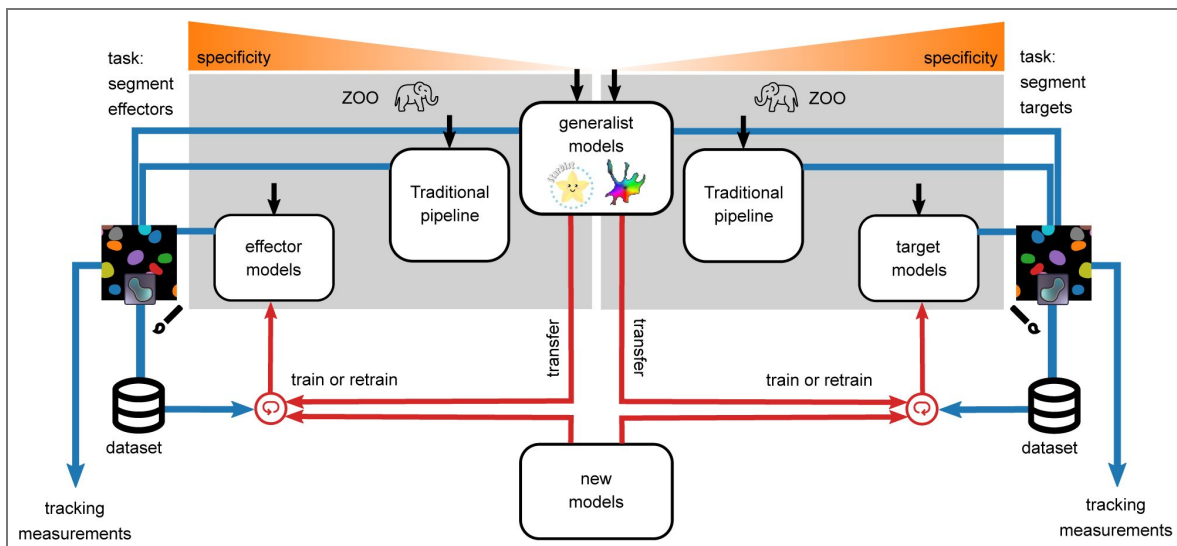 task:
segment
effectors
specificity
specificity
task:
segment
targets
ZOO
ZOO
generalist
models
StarDist
Traditional
pipeline
Traditional
pipeline
effector
models
target
models
transfer
transfer
train or retrain
train or retrain
dataset
dataset
new
models
tracking
measurements
tracking
measurements